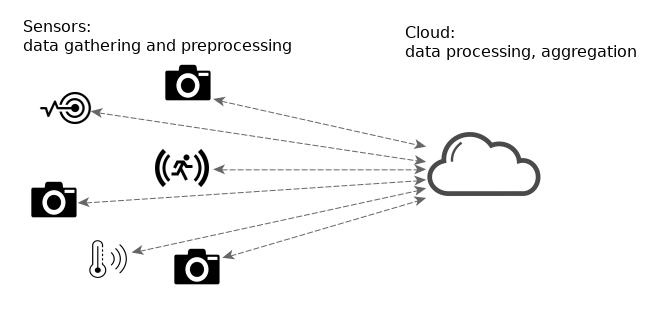 Sensors:
data gathering and preprocessing
Cloud:
data processing, aggregation